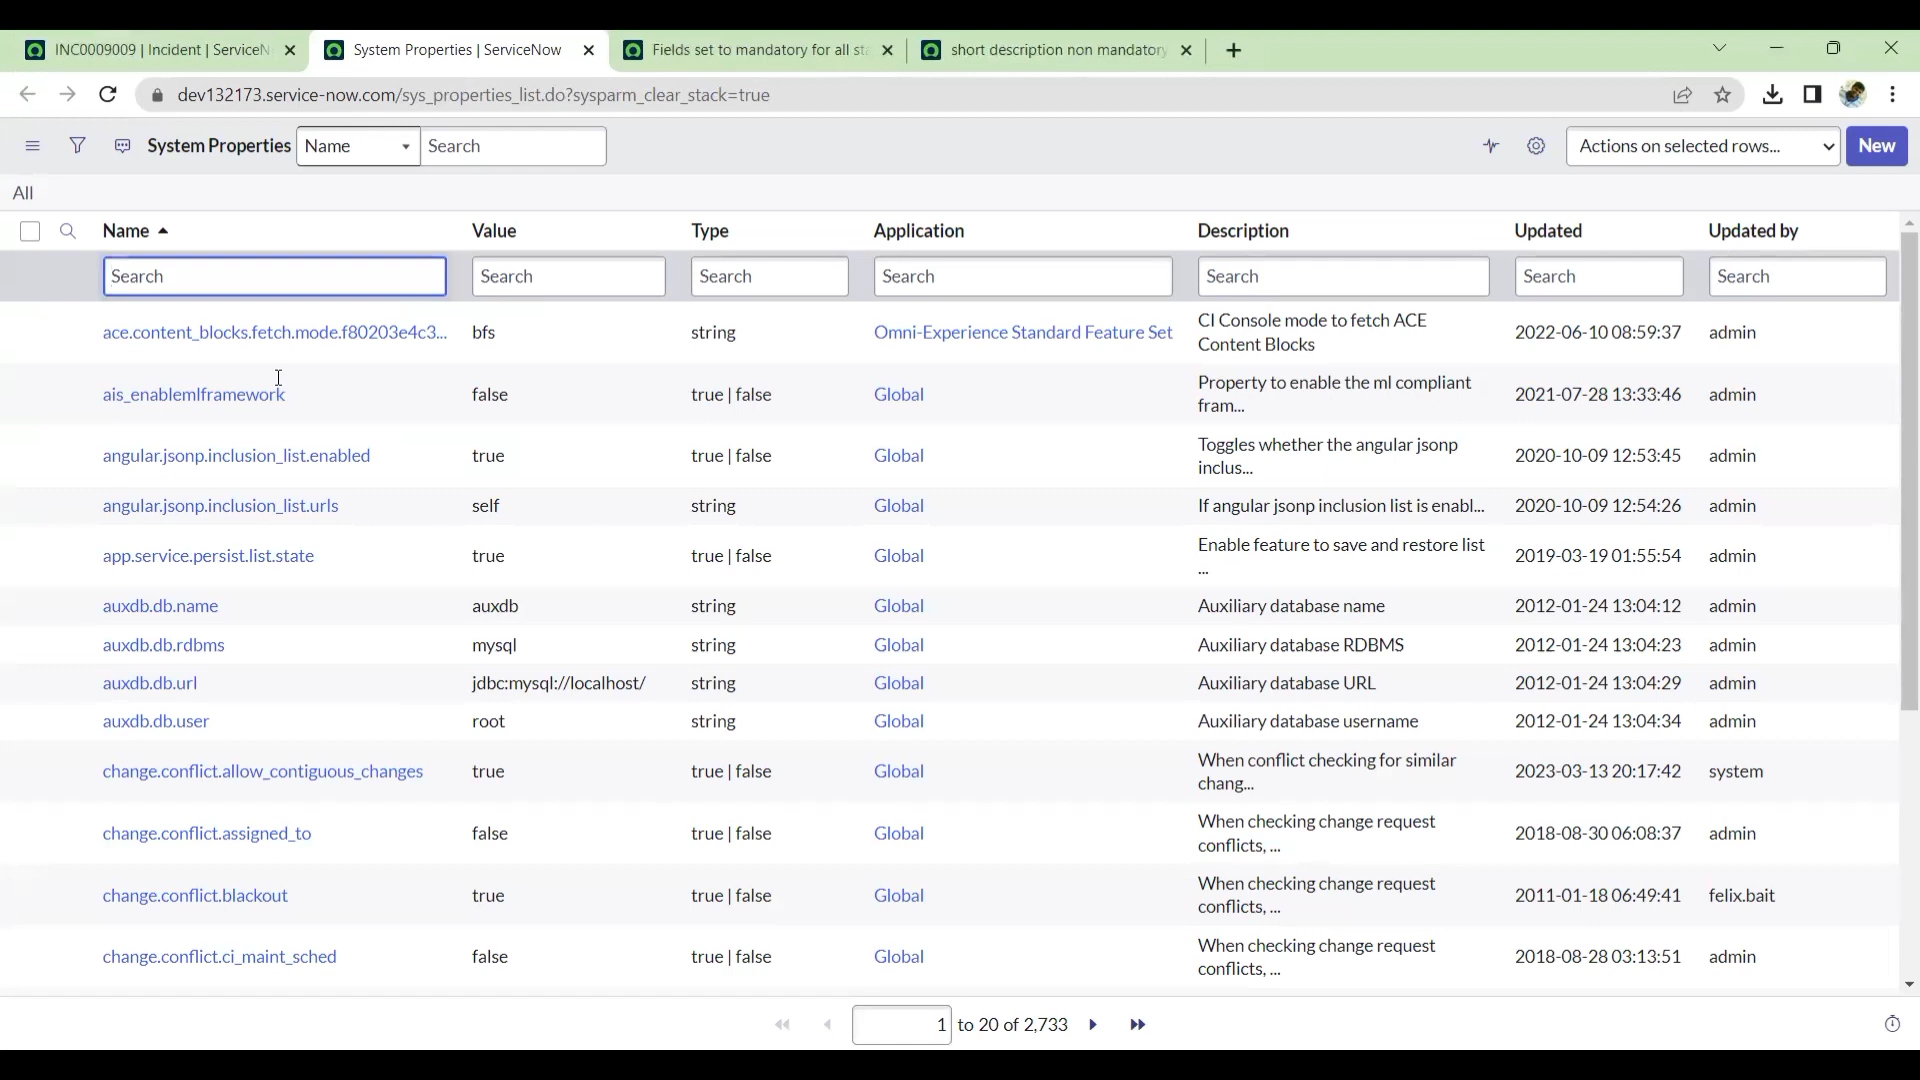 INC0009009 | Incident | ServiceN
System Properties | ServiceNow
Fields set to mandatory for all sta
short description non mandatory
dev132173.service-now.com/sys_properties_list.do?sysparm_clear_stack=true
System Properties Name Search Actions on selected rows... New
All
Name Value Type Application Description Updated Updated by
Search Search Search Search Search Search Search
ace.content_blocks.fetch.mode.f80203e4c3... bfs string Omni-Experience Standard Feature Set CI Console mode to fetch ACE
Content Blocks 2022-06-10 08:59:37 admin
ais_enablemlframework false true | false Global Property to enable the ml compliant
fram... 2021-07-28 13:33:46 admin
angular.jsonp.inclusion_list.enabled true true | false Global Toggles whether the angular jsonp
inclus... 2020-10-09 12:53:45 admin
angular.jsonp.inclusion_list.urls self string Global If angular jsonp inclusion list is enabl... 2020-10-09 12:54:26 admin
app.service.persist.list.state true true | false Global Enable feature to save and restore list
... 2019-03-19 01:55:54 admin
auxdb.db.name auxdb string Global Auxiliary database name 2012-01-24 13:04:12 admin
auxdb.db.rdbms mysql string Global Auxiliary database RDBMS 2012-01-24 13:04:23 admin
auxdb.db.url jdbc:mysql://localhost/ string Global Auxiliary database URL 2012-01-24 13:04:29 admin
auxdb.db.user root string Global Auxiliary database username 2012-01-24 13:04:34 admin
change.conflict.allow_contiguous_changes true true | false Global When conflict checking for similar
chang... 2023-03-13 20:17:42 system
change.conflict.assigned_to false true | false Global When checking change request
conflicts, ... 2018-08-30 06:08:37 admin
change.conflict.blackout true true | false Global When checking change request
conflicts, ... 2011-01-18 06:49:41 felix.bait
change.conflict.ci_maint_sched false true | false Global When checking change request
conflicts, ... 2018-08-28 03:13:51 admin
1 to 20 of 2,733